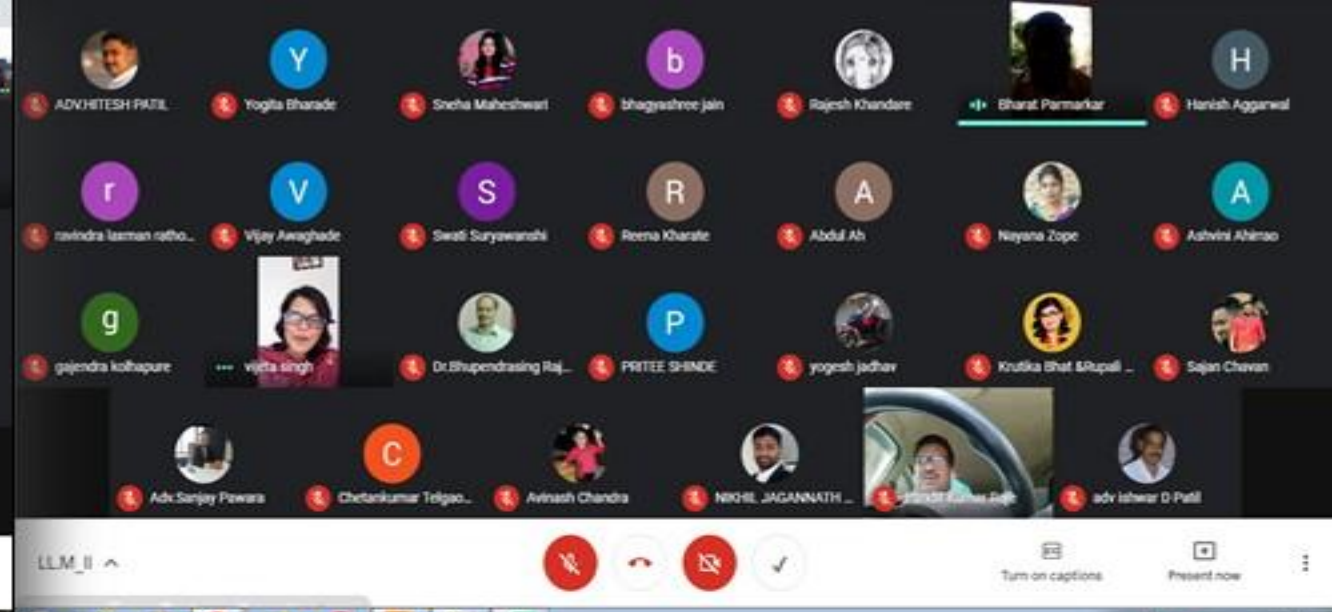 Y b H
ADV.HITESH PATIL Yogita Bharade Sneha Maheshwari bhagyashree jain Rajesh Khandare Bharat Parmarkar Hanish Aggarwal
r V S R A A
ravindra laxman ratho... Vijay Awaghade Swati Suryawanshi Reena Kharate Abdul Ah Nayana Zope Ashvini Ahirrao
g P
gajendra kolhapure vijeta singh Dr.Bhupendrasing Raj... PRITEE SHINDE yogesh jadhav Krutika Bhat &Rupali ... Sajan Chavan
C
Adv.Sanjay Pawara Chetankumar Telgao... Avinash Chandra NIKHIL JAGANNATH ... Kumar adv ishwar D Patil
LL.M_II
Turn on captions Present now